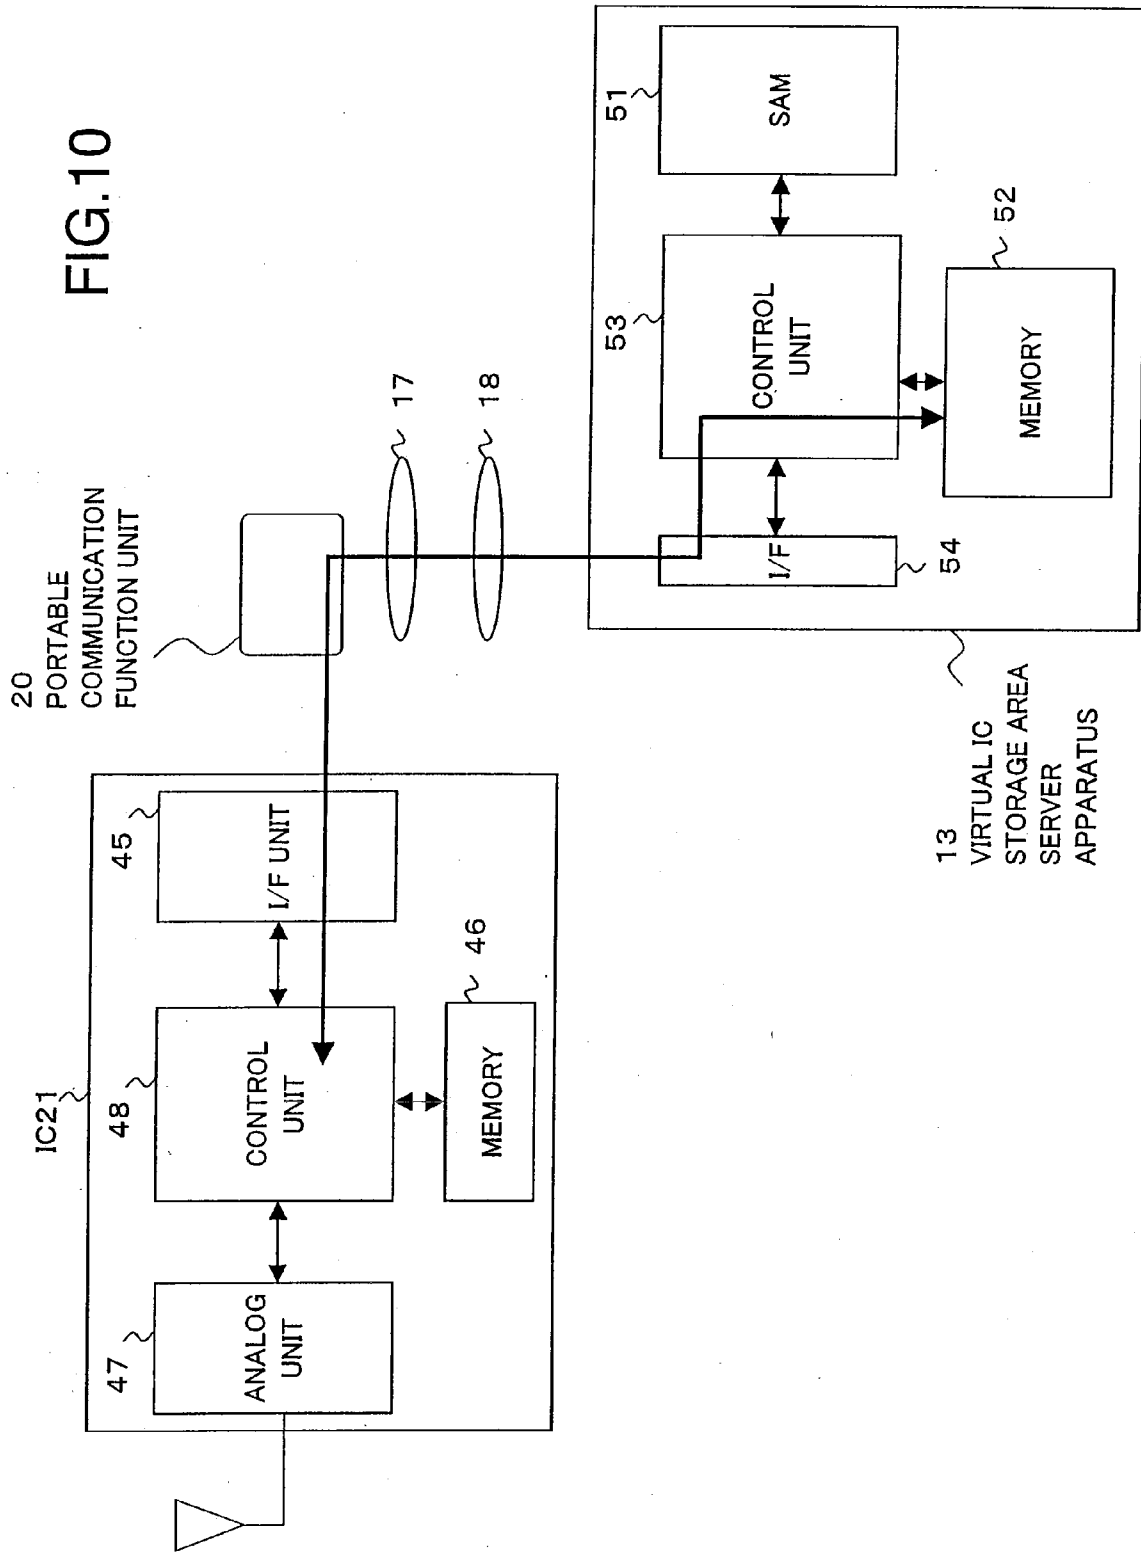 FIG.10
20
PORTABLE
COMMUNICATION
FUNCTION UNIT
17
18
IC21
47
ANALOG
UNIT
48
CONTROL
UNIT
45
I/F UNIT
46
MEMORY
13 VIRTUAL IC
STORAGE AREA
SERVER
APPARATUS
54
I/F
53
CONTROL
UNIT
51
SAM
52
MEMORY